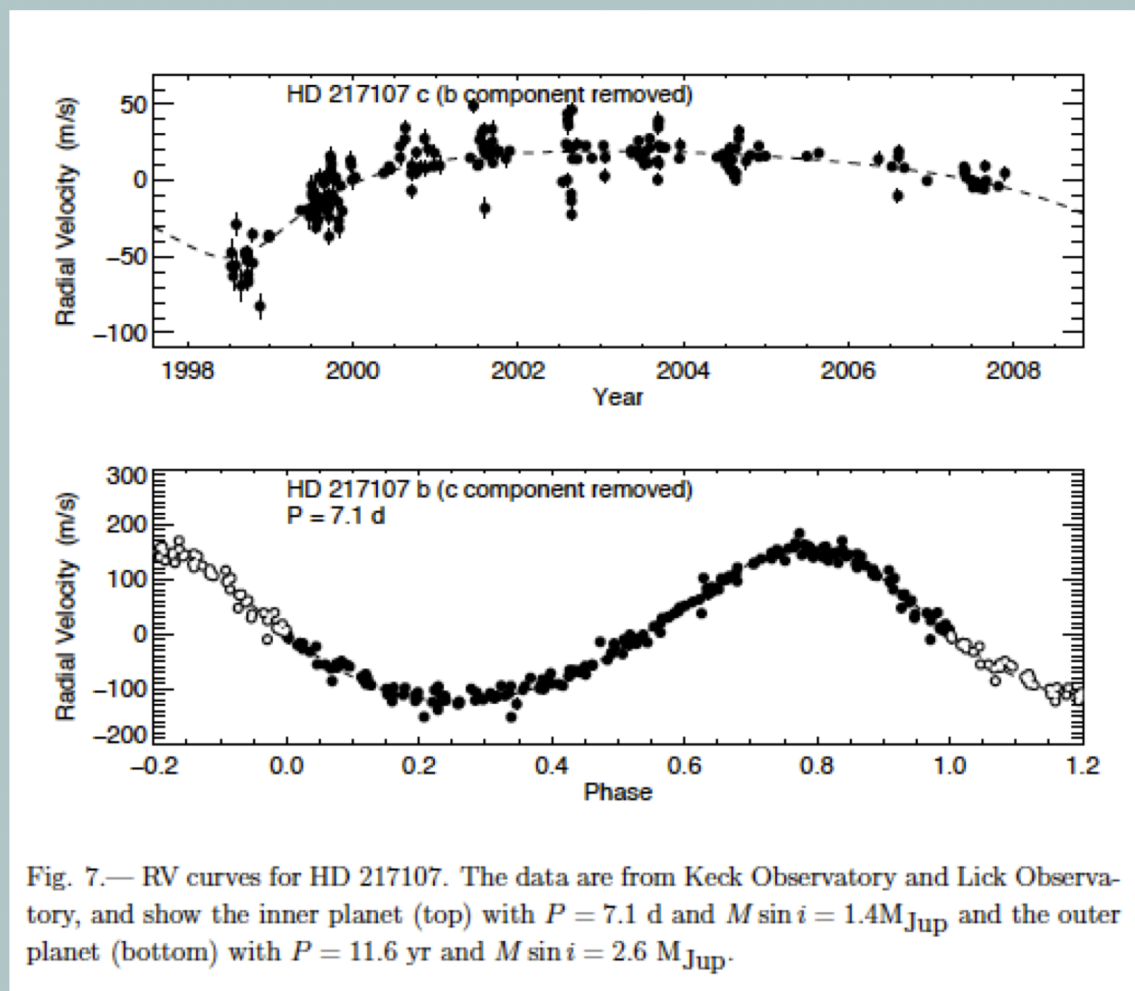 HD 217107 c (b component removed)
Radial Velocity (m/s)
50
0
−50
−100
1998 2000 2002 2004 2006 2008
Year
HD 217107 b (c component removed)
P = 7.1 d
Radial Velocity (m/s)
300
200
100
0
−100
−200
−0.2 0.0 0.2 0.4 0.6 0.8 1.0 1.2
Phase
Fig. 7.— RV curves for HD 217107. The data are from Keck Observatory and Lick Observa-
tory, and show the inner planet (top) with P = 7.1 d and M sin i = 1.4M_Jup and the outer
planet (bottom) with P = 11.6 yr and M sin i = 2.6 M_Jup.